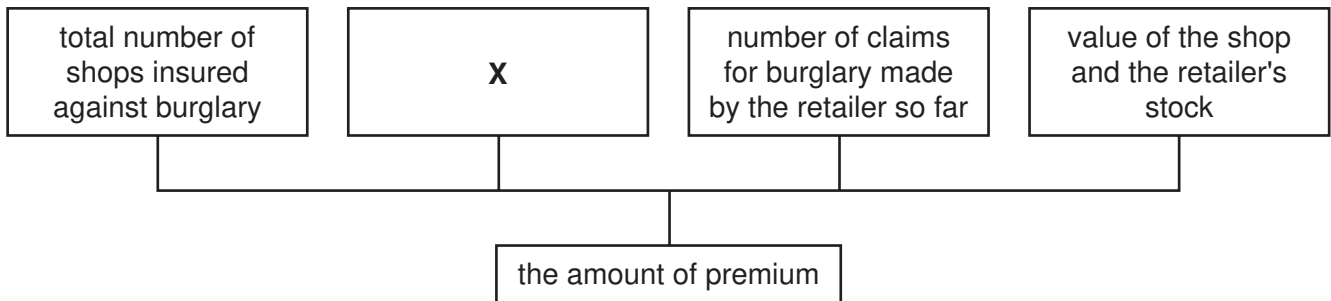 total number of
shops insured
against burglary
X
number of claims
for burglary made
by the retailer so far
value of the shop
and the retailer's
stock
the amount of premium